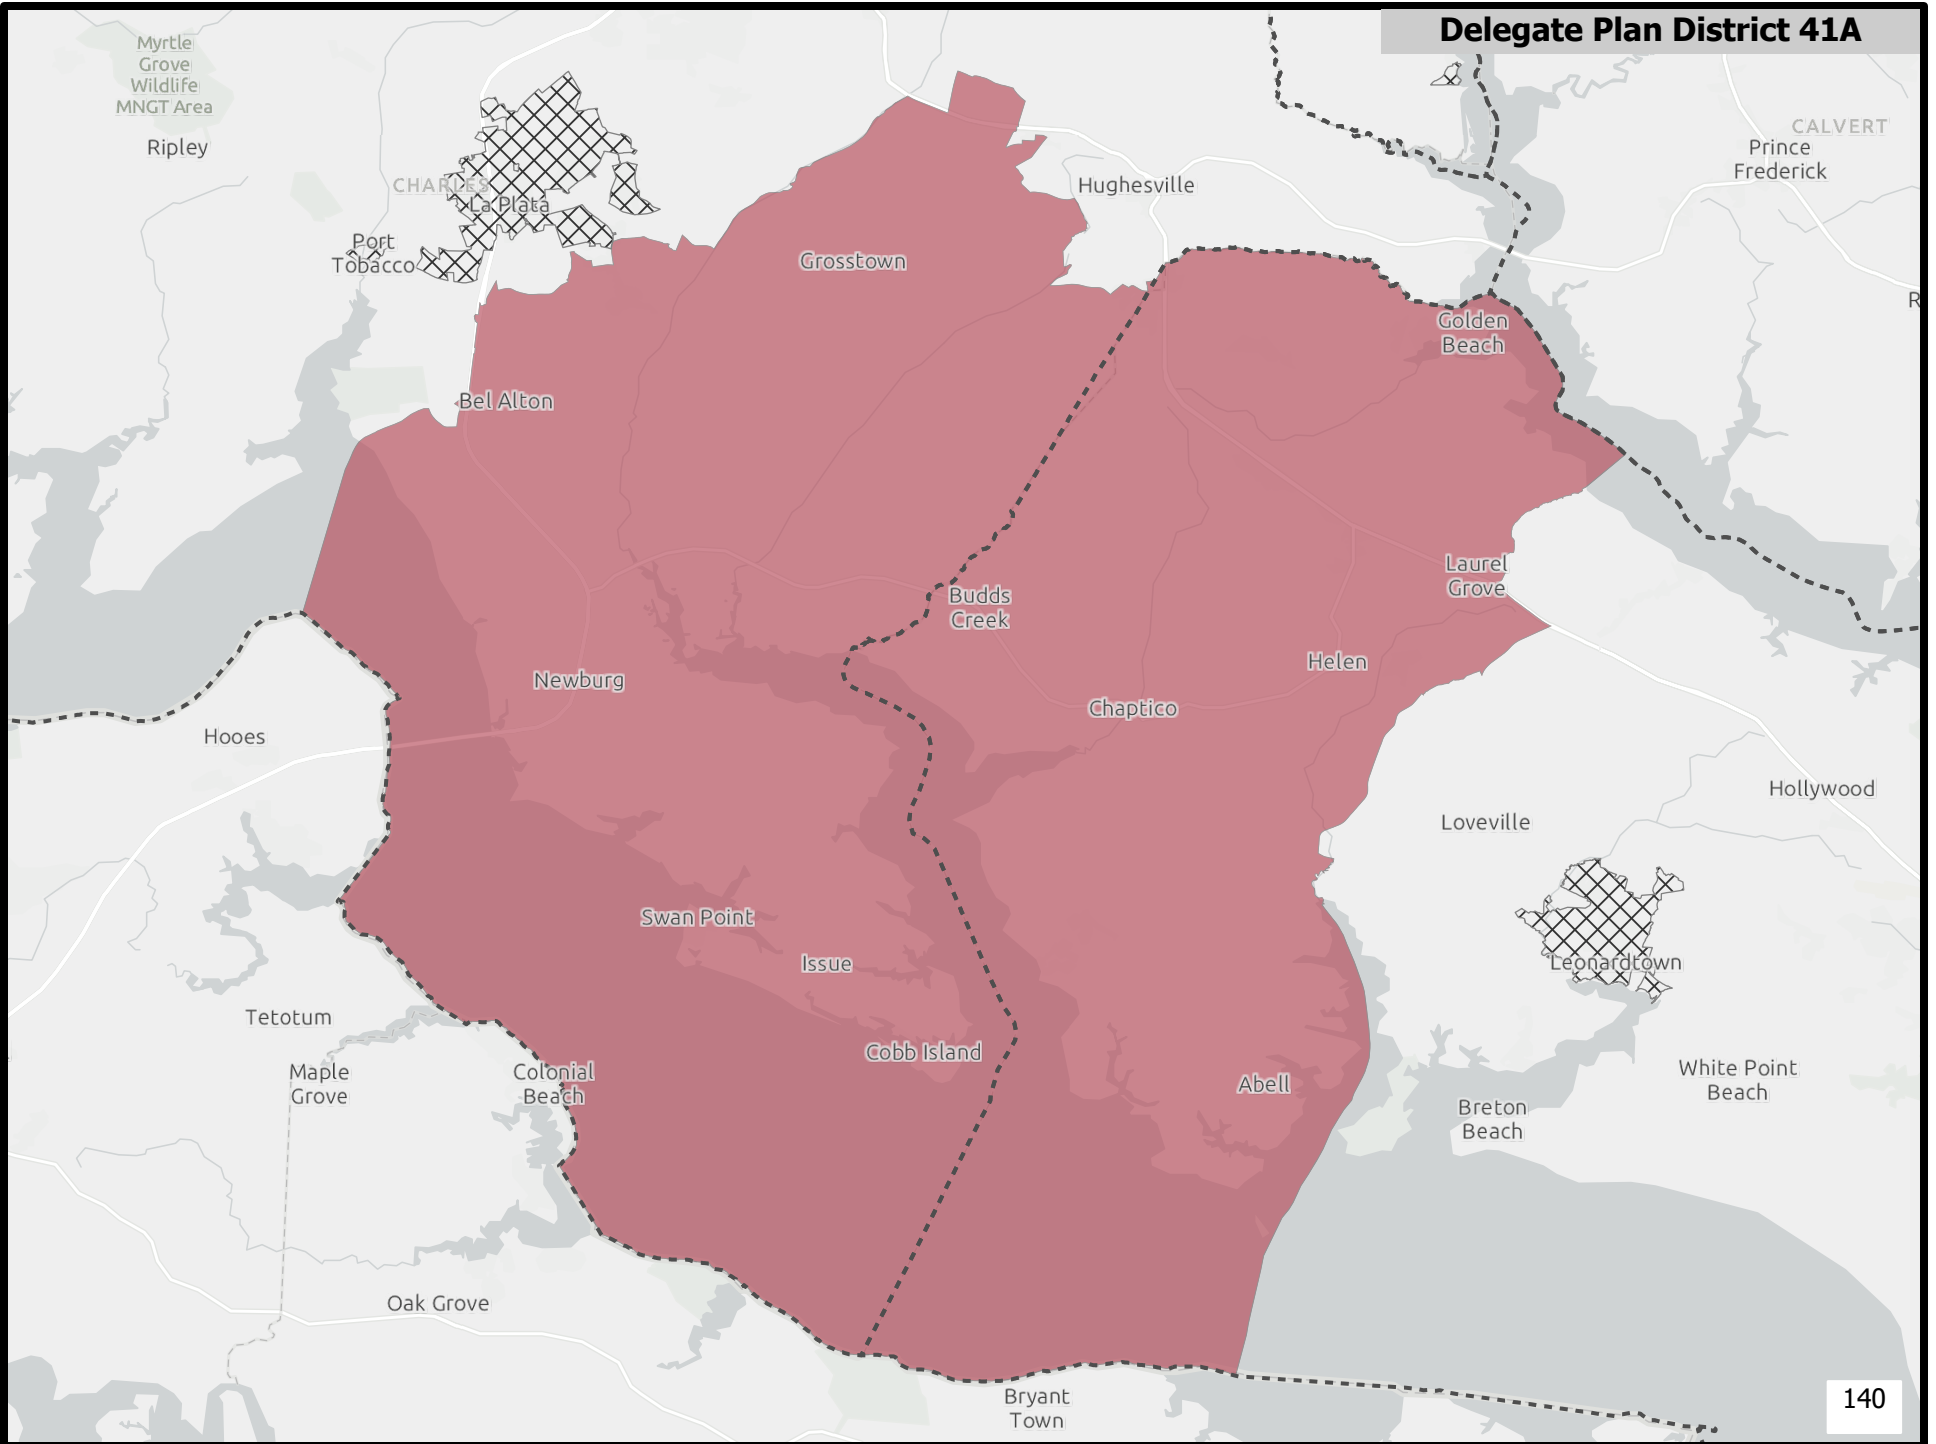 Delegate Plan District 41A
Myrtle
Grove
Wildlife
MNGT Area
Ripley
CALVERT
Prince
Frederick
CHARLES
La Plata
Hughesville
Port
Tobacco
Grosstown
R
Golden
Beach
Bel Alton
Laurel
Grove
Budds
Creek
Helen
Newburg
Chaptico
Hooes
Hollywood
Loveville
Swan Point
Issue
Leonardtown
Tetotum
Cobb Island
Maple
Grove
Colonial
Beach
Abell
White Point
Beach
Breton
Beach
Oak Grove
Bryant
Town
140